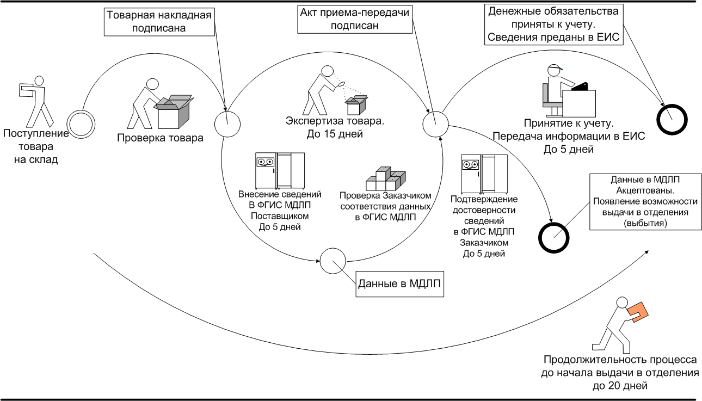 Товарная накладная
подписана
Акт приема-передачи
подписан
Денежные обязательства
приняты к учету.
Сведения преданы в ЕИС
Поступление
товара
на склад
Проверка товара
Экспертиза товара.
До 15 дней
Принятие к учету.
Передача информации в ЕИС
До 5 дней
Внесение сведений
В ФГИС МДЛП
Поставщиком
До 5 дней
Проверка Заказчиком
соответствия данных
в ФГИС МДЛП
Подтверждение
достоверности
сведений
в ФГИС МДЛП
Заказчиком
До 5 дней
Данные в МДЛП
Акцептованы.
Появление возможности
выдачи в отделения
(выбытия)
Данные в МДЛП
Продолжительность процесса
до начала выдачи в отделения
до 20 дней